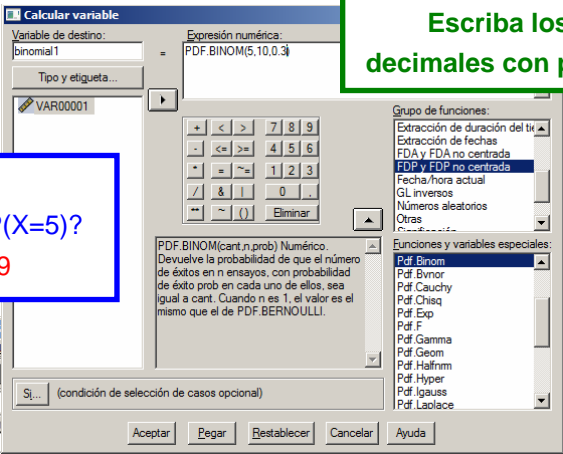 Calcular variable
Escriba los
decimales con
Variable de destino:
Expresión numérica:
binomial1
=
PDF.BINOM(5,10,0.3)
Tipo y etiqueta...
VAR00001
+ < > 7 8 9
- <= >= 4 5 6
* = ~= 1 2 3
/ & | 0 .
** ~ () Eliminar
Grupo de funciones:
Extracción de duración del tie
Extracción de fechas
FDA y FDA no centrada
FDP y FDP no centrada
Fecha/hora actual
GL inversos
Números aleatorios
Otras
(X=5)?
9
PDF.BINOM(cant,n,prob) Numérico.
Devuelve la probabilidad de que el número
de éxitos en n ensayos, con probabilidad
de éxito prob en cada uno de ellos, sea
igual a cant. Cuando n es 1, el valor es el
mismo que el de PDF.BERNOULLI.
Funciones y variables especiales:
Pdf.Binom
Pdf.Bvnor
Pdf.Cauchy
Pdf.Chisq
Pdf.Exp
Pdf.F
Pdf.Gamma
Pdf.Geom
Pdf.Halfnrm
Pdf.Hyper
Pdf.Igauss
Pdf.Laplace
Si... (condición de selección de casos opcional)
Aceptar Pegar Restablecer Cancelar Ayuda